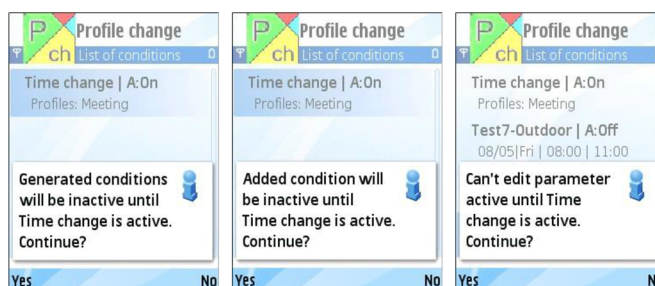 P
ch
Profile change
List of conditions
Time change | A:On
Profiles: Meeting
Generated conditions
will be inactive until
Time change is active.
Continue?
Yes
No
P
ch
Profile change
List of conditions
Time change | A:On
Profiles: Meeting
Added condition will
be inactive until
Time change is active.
Continue?
Yes
No
P
ch
Profile change
List of conditions
Time change | A:On
Profiles: Meeting
Test7-Outdoor | A:Off
08/05|Fri | 08:00 | 11:00
Can't edit parameter
active until Time
change is active.
Continue?
Yes
N